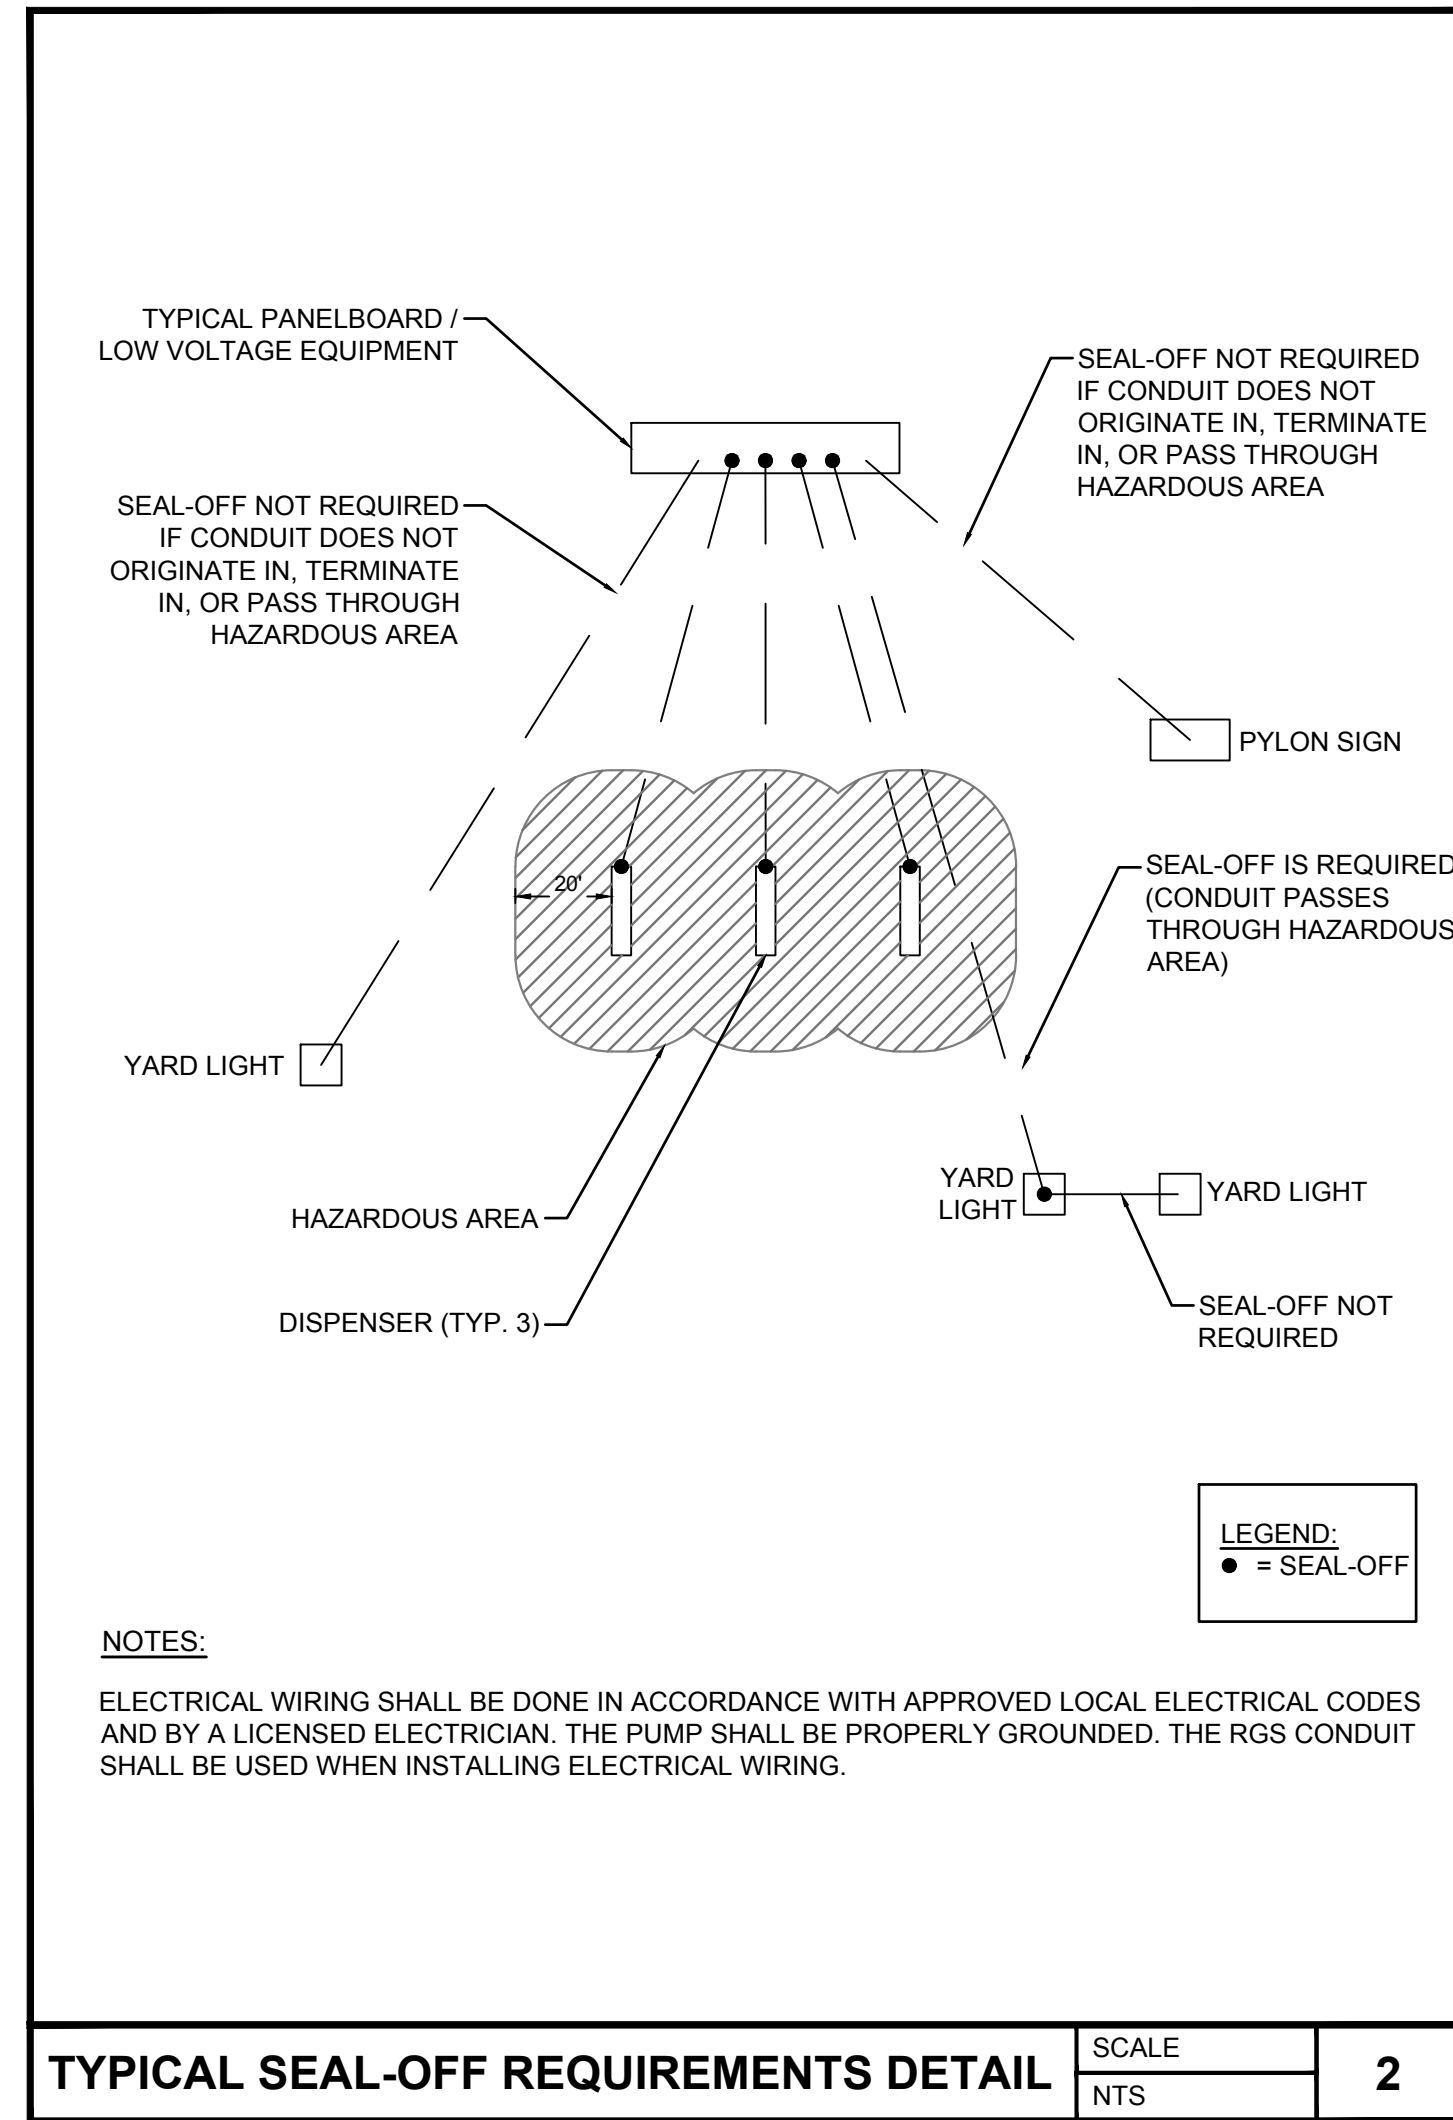 TYPICAL PANELBOARD /
LOW VOLTAGE EQUIPMENT
SEAL-OFF NOT REQUIRED
IF CONDUIT DOES NOT
ORIGINATE IN, TERMINATE
IN, OR PASS THROUGH
HAZARDOUS AREA
SEAL-OFF NOT REQUIRED
IF CONDUIT DOES NOT
ORIGINATE IN, TERMINATE
IN, OR PASS THROUGH
HAZARDOUS AREA
PYLON SIGN
SEAL-OFF IS REQUIRED
(CONDUIT PASSES
THROUGH HAZARDOUS
AREA)
20'
YARD LIGHT
YARD
LIGHT
YARD LIGHT
HAZARDOUS AREA
DISPENSER (TYP. 3)
SEAL-OFF NOT
REQUIRED
LEGEND:
● = SEAL-OFF
NOTES:
ELECTRICAL WIRING SHALL BE DONE IN ACCORDANCE WITH APPROVED LOCAL ELECTRICAL CODES
AND BY A LICENSED ELECTRICIAN. THE PUMP SHALL BE PROPERLY GROUNDED. THE RGS CONDUIT
SHALL BE USED WHEN INSTALLING ELECTRICAL WIRING.
TYPICAL SEAL-OFF REQUIREMENTS DETAIL
SCALE
NTS
2